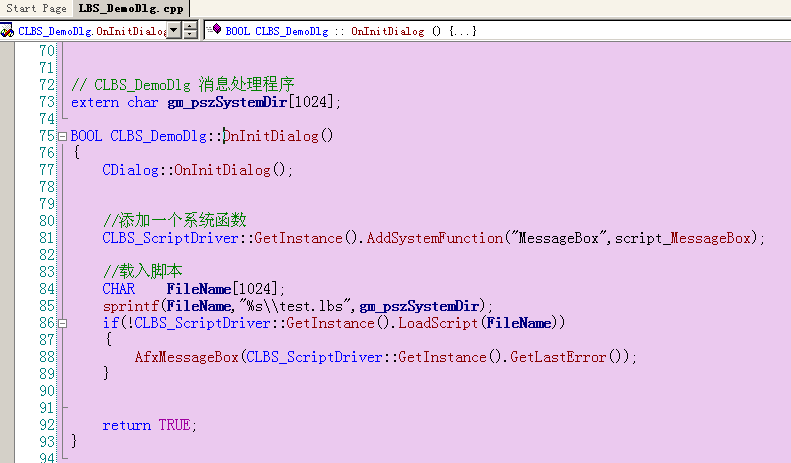 Start Page LBS_DemoDlg.cpp
CLBS_DemoDlg.OnInitDialog BOOL CLBS_DemoDlg :: OnInitDialog () {...}
70
71
72 // CLBS_DemoDlg 消息处理程序
73 extern char gm_pszSystemDir[1024];
74
75 BOOL CLBS_DemoDlg::OnInitDialog()
76 {
77 CDialog::OnInitDialog();
78
79
80 //添加一个系统函数
81 CLBS_ScriptDriver::GetInstance().AddSystemFunction("MessageBox",script_MessageBox);
82
83 //载入脚本
84 CHAR FileName[1024];
85 sprintf(FileName,"%s\\test.lbs",gm_pszSystemDir);
86 if(!CLBS_ScriptDriver::GetInstance().LoadScript(FileName))
87 {
88 AfxMessageBox(CLBS_ScriptDriver::GetInstance().GetLastError());
89 }
90
91
92 return TRUE;
93 }
94